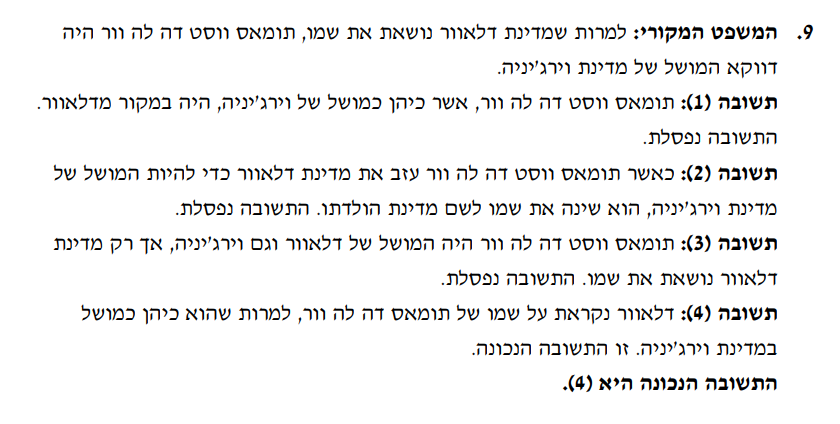 9. המשפט המקורי: למרות שמדינת דלאוור נושאת את שמו, תומאס ווסט דה לה וור היה
דווקא המושל של מדינת וירג'יניה.
תשובה (1): תומאס ווסט דה לה וור, אשר כיהן כמושל של וירג'יניה, היה במקור מדלאוור.
התשובה נפסלת.
תשובה (2): כאשר תומאס ווסט דה לה וור עזב את מדינת דלאוור כדי להיות המושל של
מדינת וירג'יניה, הוא שינה את שמו לשם מדינת הולדתו. התשובה נפסלת.
תשובה (3): תומאס ווסט דה לה וור היה המושל של דלאוור וגם וירג'יניה, אך רק מדינת
דלאוור נושאת את שמו. התשובה נפסלת.
תשובה (4): דלאוור נקראת על שמו של תומאס דה לה וור, למרות שהוא כיהן כמושל
במדינת וירג'יניה. זו התשובה הנכונה.
התשובה הנכונה היא (4).